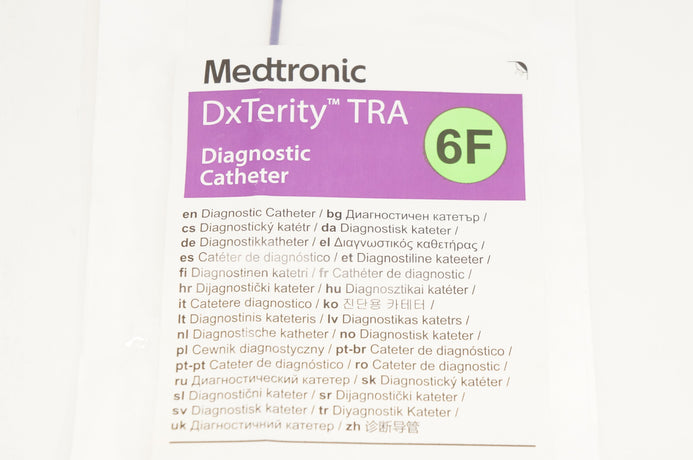 Medtronic
DxTerity™ TRA
6F
Diagnostic
Catheter
en Diagnostic Catheter / bg Диагностичен катетър /
cs Diagnostický katétr / da Diagnostisk kateter /
de Diagnostikkatheter / el Διαγνωστικός καθετήρας /
es Catéter de diagnóstico / et Diagnostiline kateeter /
fi Diagnostinen katetri / fr Cathéter de diagnostic /
hr Dijagnostički kateter / hu Diagnosztikai katéter /
it Catetere diagnostico / ko 진단용 카테터 /
lt Diagnostinis kateteris / lv Diagnostikas katetrs /
nl Diagnostische katheter / no Diagnostisk kateter /
pl Cewnik diagnostyczny / pt-br Cateter de diagnóstico /
pt-pt Cateter de diagnóstico / ro Cateter de diagnostic /
ru Диагностический катетер / sk Diagnostický katéter /
sl Diagnostični kateter / sr Dijagnostički kateter /
sv Diagnostisk kateter / tr Diyagnostik Kateter /
uk Діагностичний катетер / zh 诊断导管